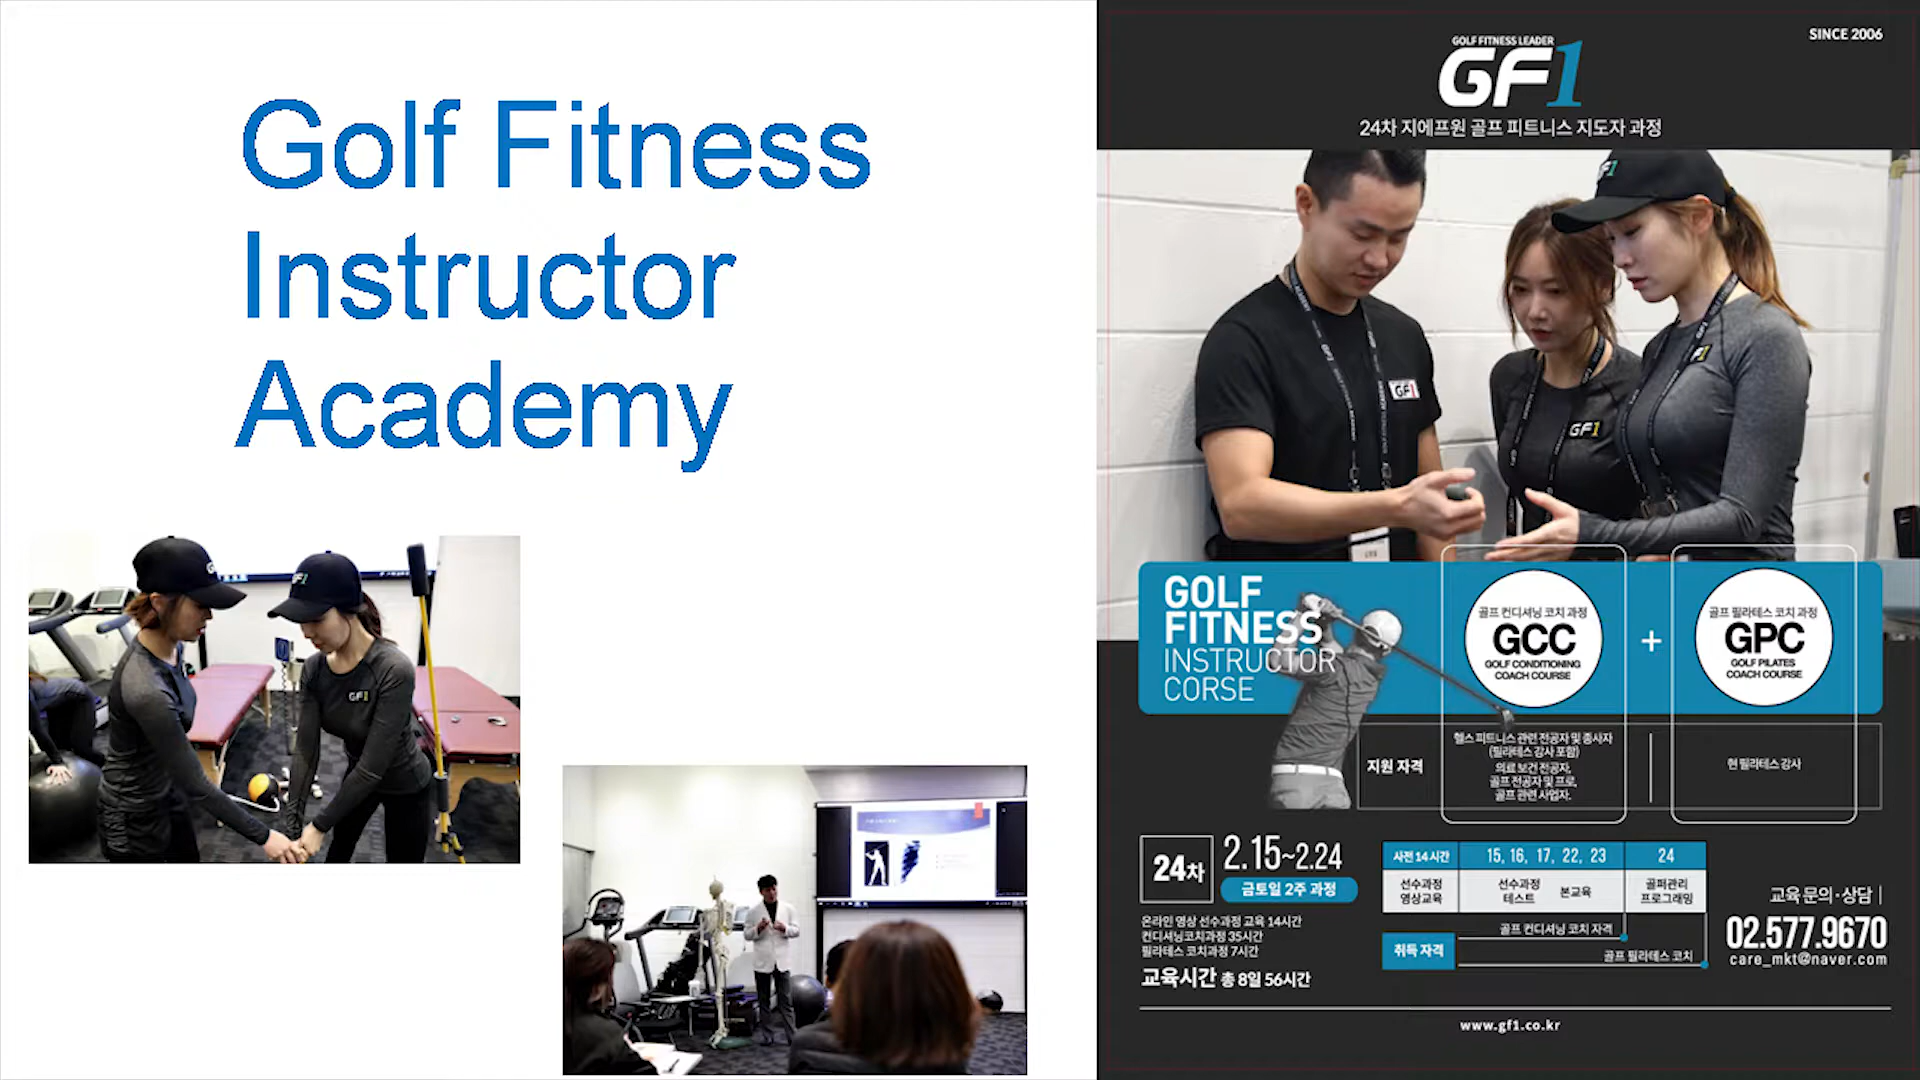 Golf Fitness
Instructor
Academy
SINCE 2006
GOLF FITNESS LEADER
GF1
24차 지에프원 골프 피트니스 지도자 과정
GF1
GF1
GF1
GF1
GF1
GOLF
FITNESS
INSTRUCTOR
CORSE
골프 컨디셔닝 코치 과정
GCC
GOLF CONDITIONING
COACH COURSE
+
골프 필라테스 코치 과정
GPC
GOLF PILATES
COACH COURSE
지원 자격
헬스 피트니스 관련 전공자 및 종사자
(필라테스 강사 포함)
의료 보건 전공자,
골프 전공자 및 프로,
골프 관련 사업자.
현 필라테스 강사
24차
2.15~2.24
금토일 2주 과정
온라인 영상 선수과정 교육 14시간
컨디셔닝코치과정 35시간
필라테스 코치과정 7시간
교육시간 총 8일 56시간
사전 14시간 15, 16, 17, 22, 23 24
선수과정
영상교육
선수과정
테스트
본교육
골퍼관리
프로그래밍
취득 자격
골프 컨디셔닝 코치 자격
골프 필라테스 코치
교육 문의·상담 |
02.577.9670
care_mkt@naver.com
www.gf1.co.kr